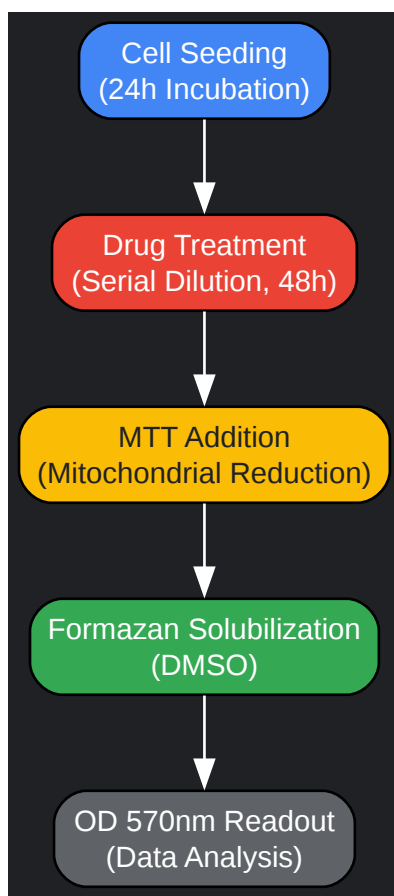 Cell Seeding
(24h Incubation)
Drug Treatment
(Serial Dilution, 48h)
MTT Addition
(Mitochondrial Reduction)
Formazan Solubilization
(DMSO)
OD 570nm Readout
(Data Analysis)